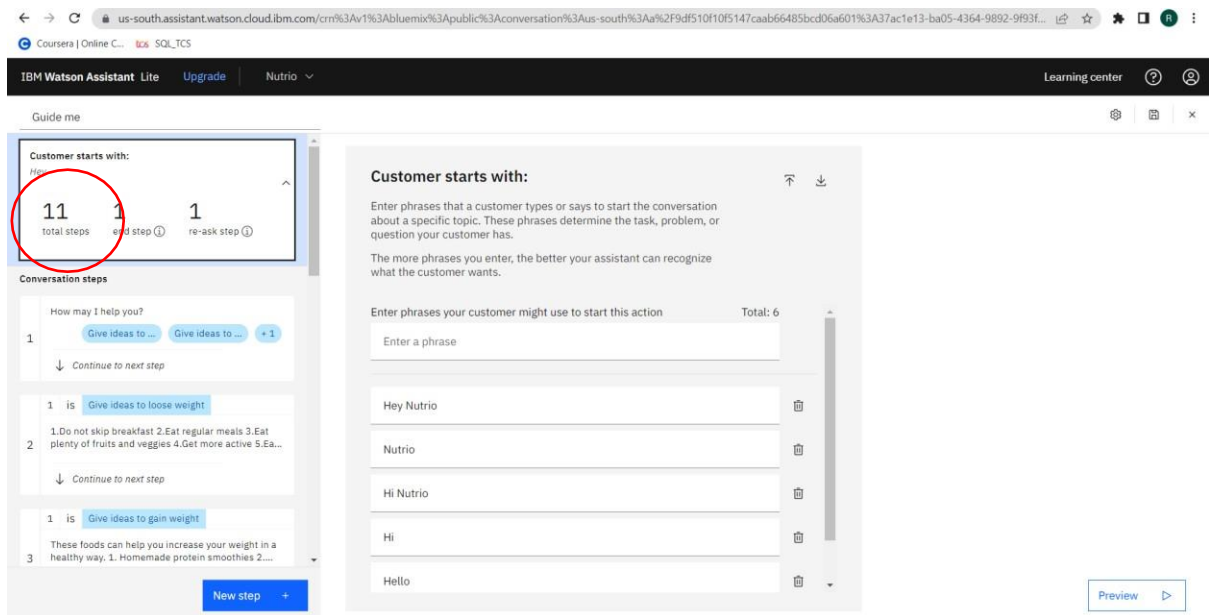 us-south.assistant.watson.cloud.ibm.com/crn%3Av1%3Abluemix%3Apublic%3Aconversation%3Aus-south%3Aa%2F9df510f10f5147caab66485bcd06a601%3A37ac1e13-ba05-4364-9892-9f93f...
R
Coursera | Online C...
tcs SQL_TCS
IBM Watson Assistant Lite
Upgrade
Nutrio
Learning center
Guide me
Customer starts with:
Hey
11 1 1
total steps end step re-ask step
Conversation steps
How may I help you?
1
Give ideas to ... Give ideas to ... + 1
Continue to next step
1 is Give ideas to loose weight
1.Do not skip breakfast 2.Eat regular meals 3.Eat
2 plenty of fruits and veggies 4.Get more active 5.Ea...
Continue to next step
1 is Give ideas to gain weight
These foods can help you increase your weight in a
3 healthy way. 1. Homemade protein smoothies 2....
New step +
Customer starts with:
Enter phrases that a customer types or says to start the conversation
about a specific topic. These phrases determine the task, problem, or
question your customer has.
The more phrases you enter, the better your assistant can recognize
what the customer wants.
Enter phrases your customer might use to start this action Total: 6
Enter a phrase
Hey Nutrio
Nutrio
Hi Nutrio
Hi
Hello
Preview